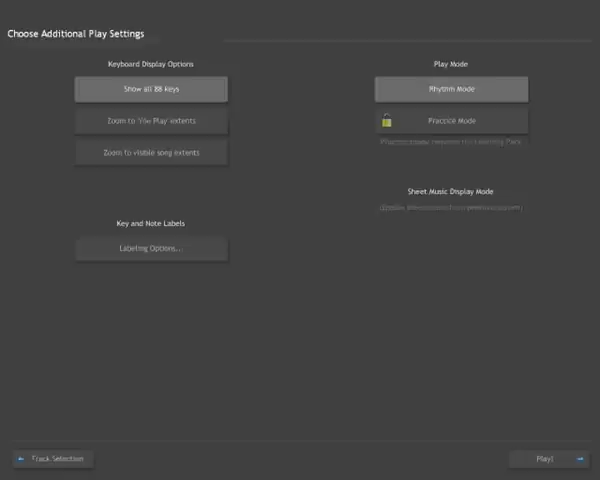 Choose Additional Play Settings
Keyboard Display Options
Show all 88 keys
Zoom to 'You Play' extents
Zoom to visible song extents
Key and Note Labels
Labeling Options...
Play Mode
Rhythm Mode
Practice Mode
Sheet Music Display Mode
Track Selection
Play!